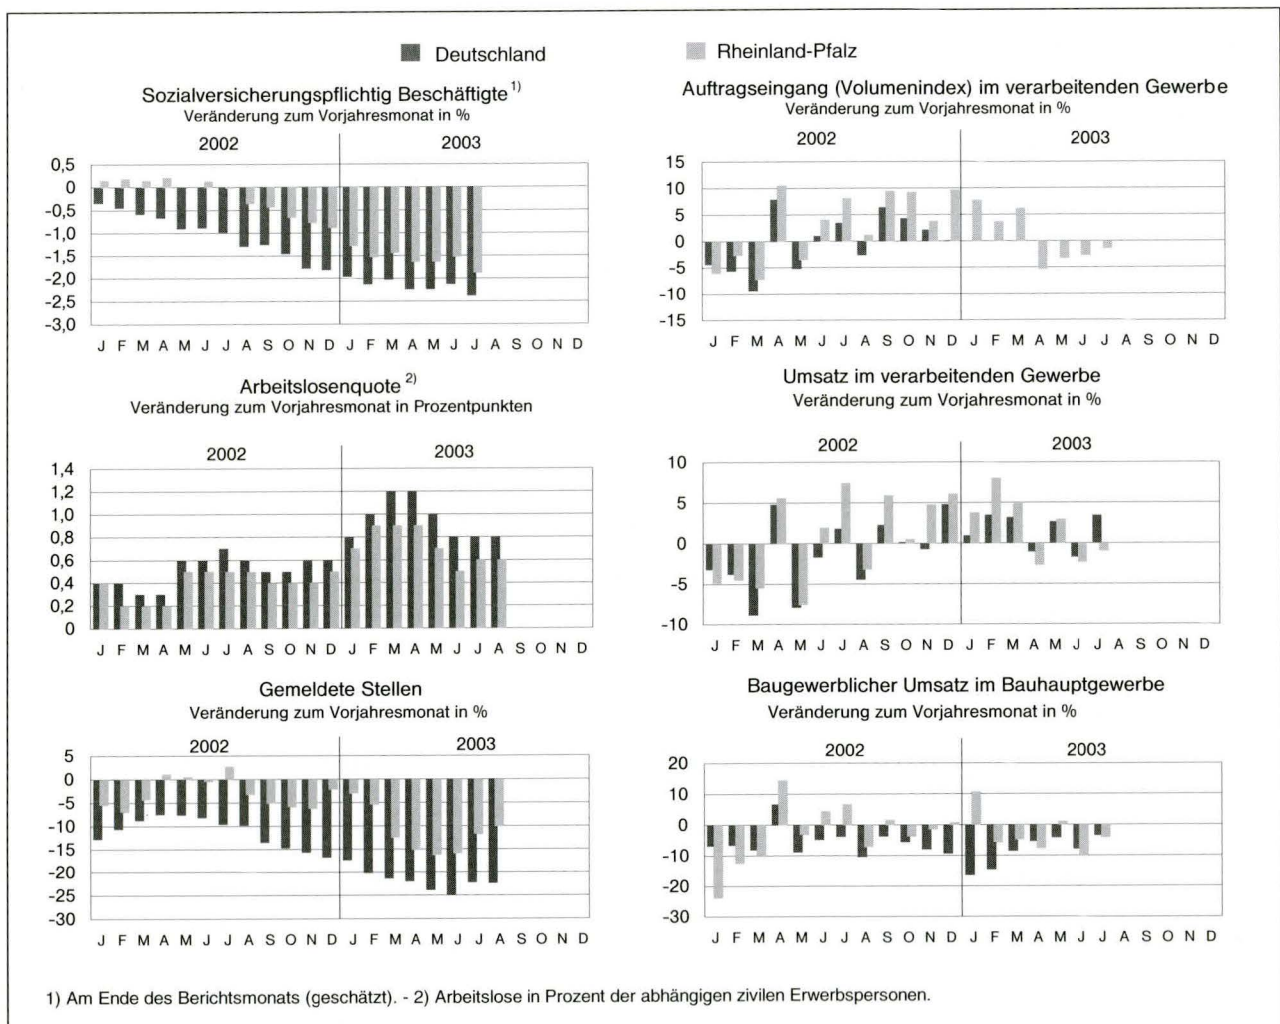 Deutschland
Rheinland-Pfalz
Sozialversicherungspflichtig Beschäftigte 1)
Veränderung zum Vorjahresmonat in %
2002 2003
0,5
0
-0,5
-1,0
-1,5
-2,0
-2,5
-3,0
J F M A M J J A S O N D J F M A M J J A S O N D
Auftragseingang (Volumenindex) im verarbeitenden Gewerbe
Veränderung zum Vorjahresmonat in %
2002 2003
15
10
5
0
-5
-10
-15
J F M A M J J A S O N D J F M A M J J A S O N D
Arbeitslosenquote 2)
Veränderung zum Vorjahresmonat in Prozentpunkten
2002 2003
1,4
1,2
1,0
0,8
0,6
0,4
0,2
0
J F M A M J J A S O N D J F M A M J J A S O N D
Umsatz im verarbeitenden Gewerbe
Veränderung zum Vorjahresmonat in %
2002 2003
10
5
0
-5
-10
J F M A M J J A S O N D J F M A M J J A S O N D
Gemeldete Stellen
Veränderung zum Vorjahresmonat in %
2002 2003
5
0
-5
-10
-15
-20
-25
-30
J F M A M J J A S O N D J F M A M J J A S O N D
Baugewerblicher Umsatz im Bauhauptgewerbe
Veränderung zum Vorjahresmonat in %
2002 2003
20
10
0
-10
-20
-30
J F M A M J J A S O N D J F M A M J J A S O N D
1) Am Ende des Berichtsmonats (geschätzt). - 2) Arbeitslose in Prozent der abhängigen zivilen Erwerbspersonen.